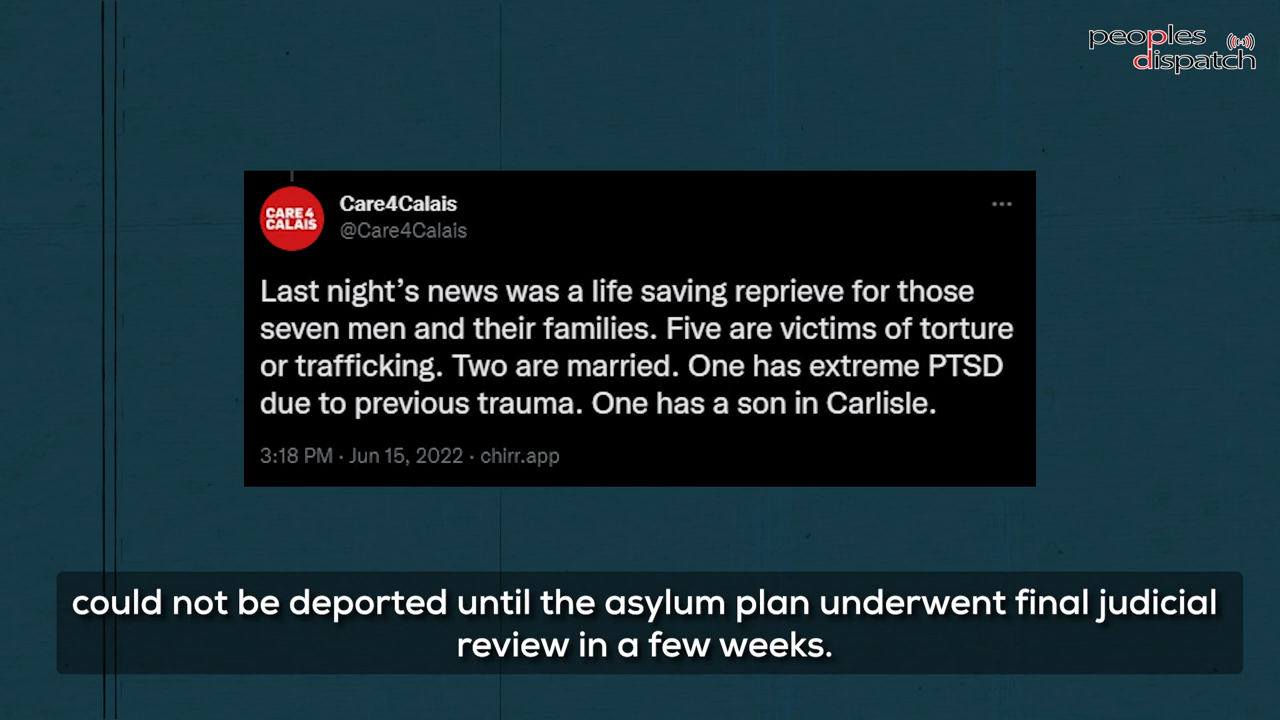 peoples
dispatch
CARE4
CALAIS
Care4Calais
@Care4Calais
Last night’s news was a life saving reprieve for those
seven men and their families. Five are victims of torture
or trafficking. Two are married. One has extreme PTSD
due to previous trauma. One has a son in Carlisle.
3:18 PM · Jun 15, 2022 · chirr.app
could not be deported until the asylum plan underwent final judicial
review in a few weeks.